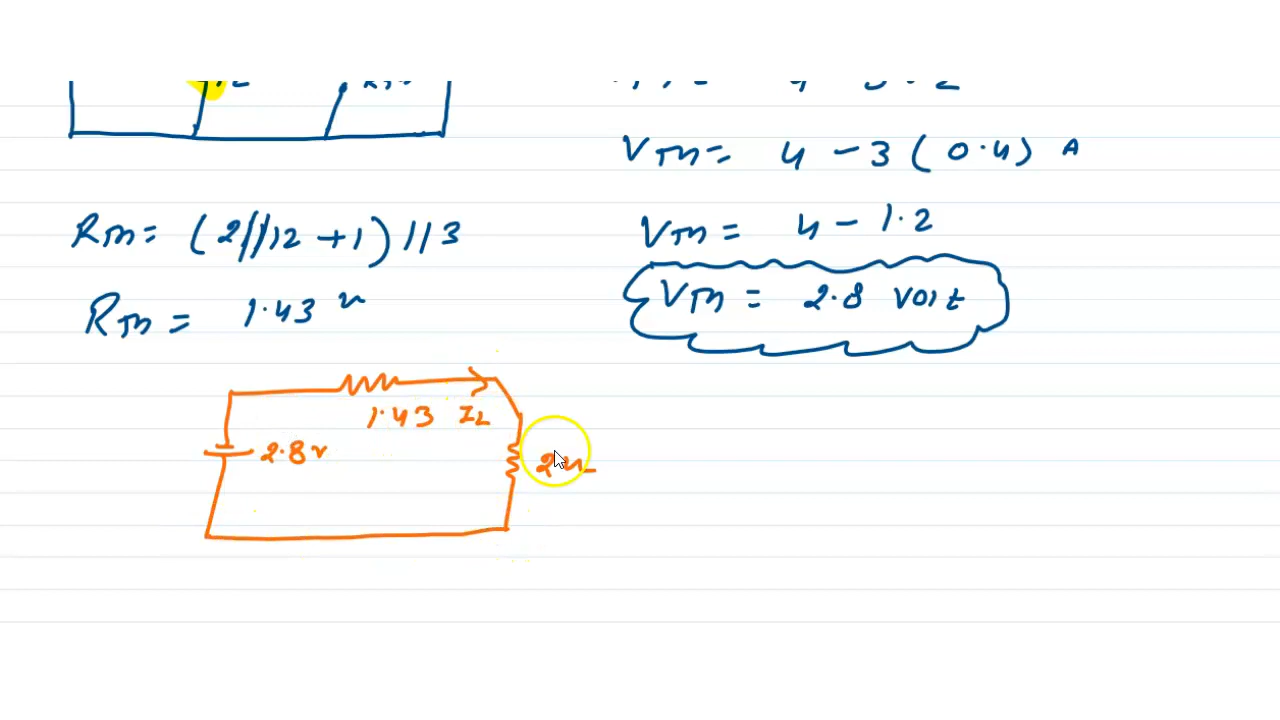 VTh = 4 - 3 (0.4) A
RTh = (2//12 + 1) // 3
VTh = 4 - 1.2
RTh = 1.43 Ω
VTh = 2.8 Volt
1.43 IL
2.8 v
2Ω